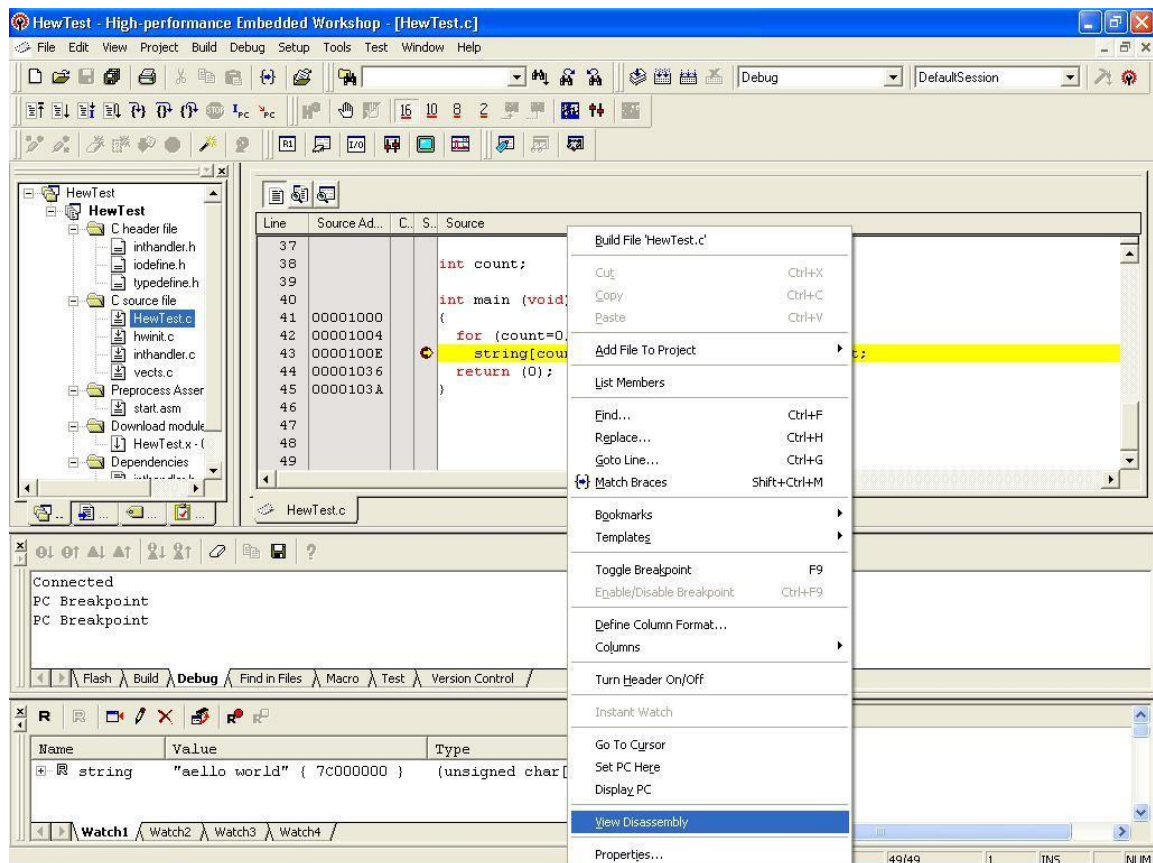 HewTest - High-performance Embedded Workshop - [HewTest.c]
File Edit View Project Build Debug Setup Tools Test Window Help
Debug DefaultSession
16 10 8 2
R1 I/O
HewTest
HewTest
C header file
inthandler.h
iodefine.h
typedefine.h
C source file
HewTest.c
hwinit.c
inthandler.c
vects.c
Preprocess Asser
start.asm
Download module
HewTest.x - (
Dependencies
Line Source Ad... C.. S.. Source
37
38 int count;
39
40 int main (void)
41 00001000 {
42 00001004 for (count=0
43 0000100E string[cou t;
44 00001036 return (0);
45 0000103A }
46
47
48
49
HewTest.c
Build File 'HewTest.c'
Cut Ctrl+X
Copy Ctrl+C
Paste Ctrl+V
Add File To Project
List Members
Find... Ctrl+F
Replace... Ctrl+H
Goto Line... Ctrl+G
Match Braces Shift+Ctrl+M
Bookmarks
Templates
Toggle Breakpoint F9
Enable/Disable Breakpoint Ctrl+F9
Define Column Format...
Columns
Turn Header On/Off
Instant Watch
Go To Cursor
Set PC Here
Display PC
View Disassembly
Properties...
Connected
PC Breakpoint
PC Breakpoint
Flash Build Debug Find in Files Macro Test Version Control
Name Value Type
string "aello world" { 7C000000 } (unsigned char[
Watch1 Watch2 Watch3 Watch4
49/49 1 INS NUM